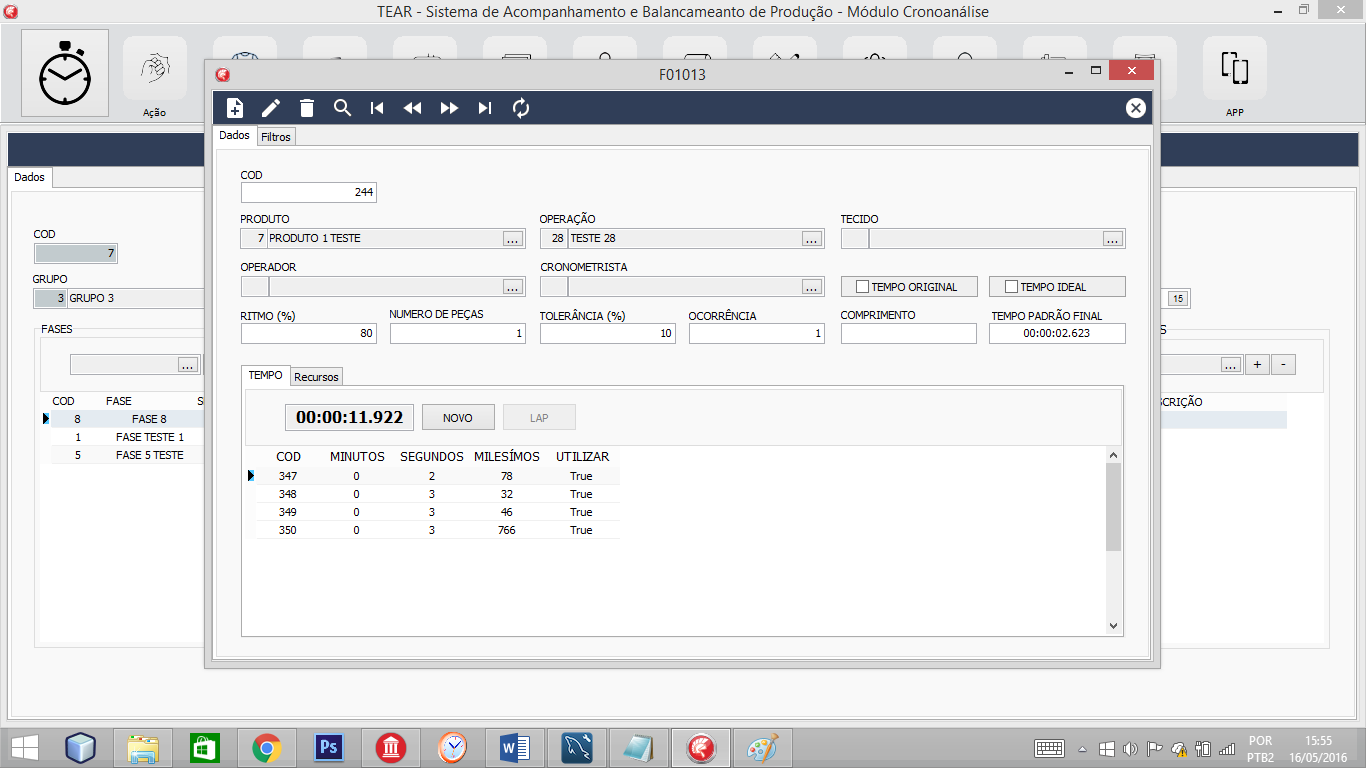 TEAR - Sistema de Acompanhamento e Balancameanto de Produção - Módulo Cronoanálise
Ação
APP
F01013
Dados
Filtros
COD
244
PRODUTO
OPERAÇÃO
TECIDO
7 PRODUTO 1 TESTE
...
28 TESTE 28
...
...
OPERADOR
CRONOMETRISTA
...
...
TEMPO ORIGINAL
TEMPO IDEAL
RITMO (%)
NUMERO DE PEÇAS
TOLERÂNCIA (%)
OCORRÊNCIA
COMPRIMENTO
TEMPO PADRÃO FINAL
80
1
10
1
00:00:02.623
TEMPO
Recursos
00:00:11.922
NOVO
LAP
COD MINUTOS SEGUNDOS MILESÍMOS UTILIZAR
347 0 2 78 True
348 0 3 32 True
349 0 3 46 True
350 0 3 766 True
Dados
COD
7
GRUPO
3 GRUPO 3
15
FASES
S
...
...
+
-
COD FASE S
8 FASE 8
1 FASE TESTE 1
5 FASE 5 TESTE
SCRIÇÃO
Ps
W
POR
PTB2
15:55
16/05/2016